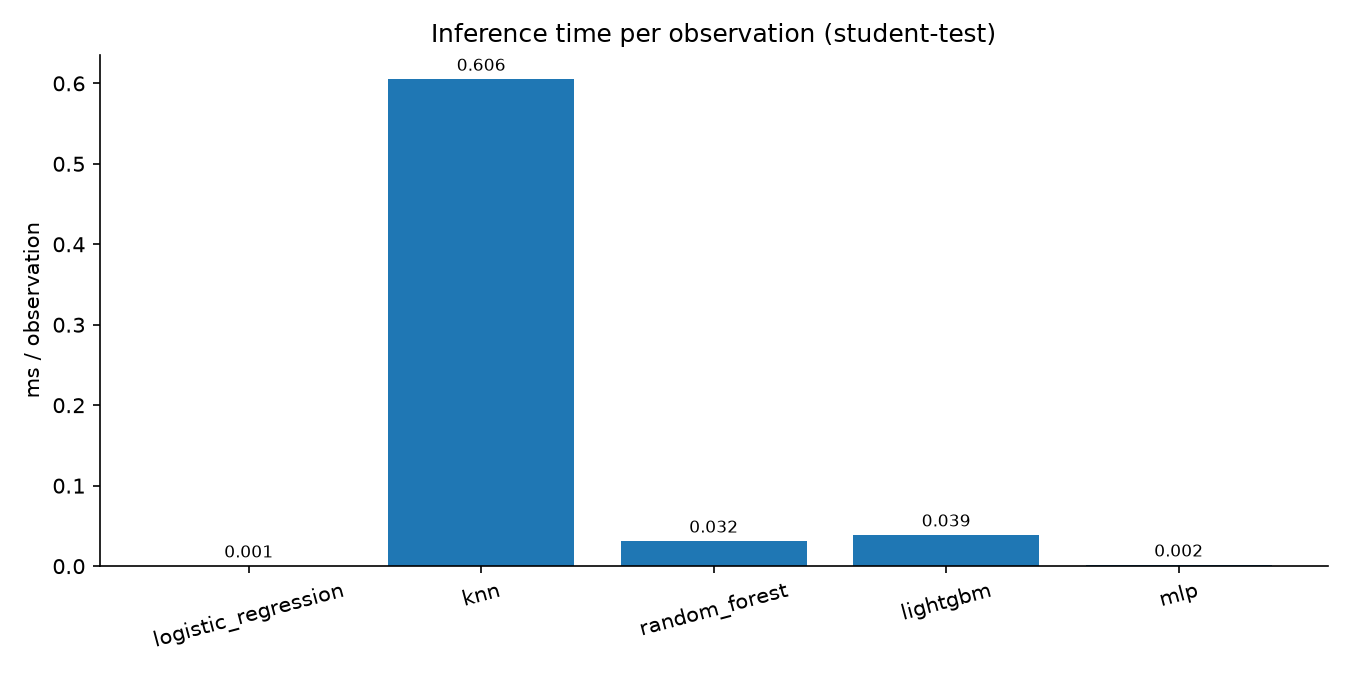 Inference time per observation (student-test)
ms / observation
0.6
0.5
0.4
0.3
0.2
0.1
0.0
0.001
0.606
0.032
0.039
0.002
logistic_regression
knn
random_forest
lightgbm
mlp